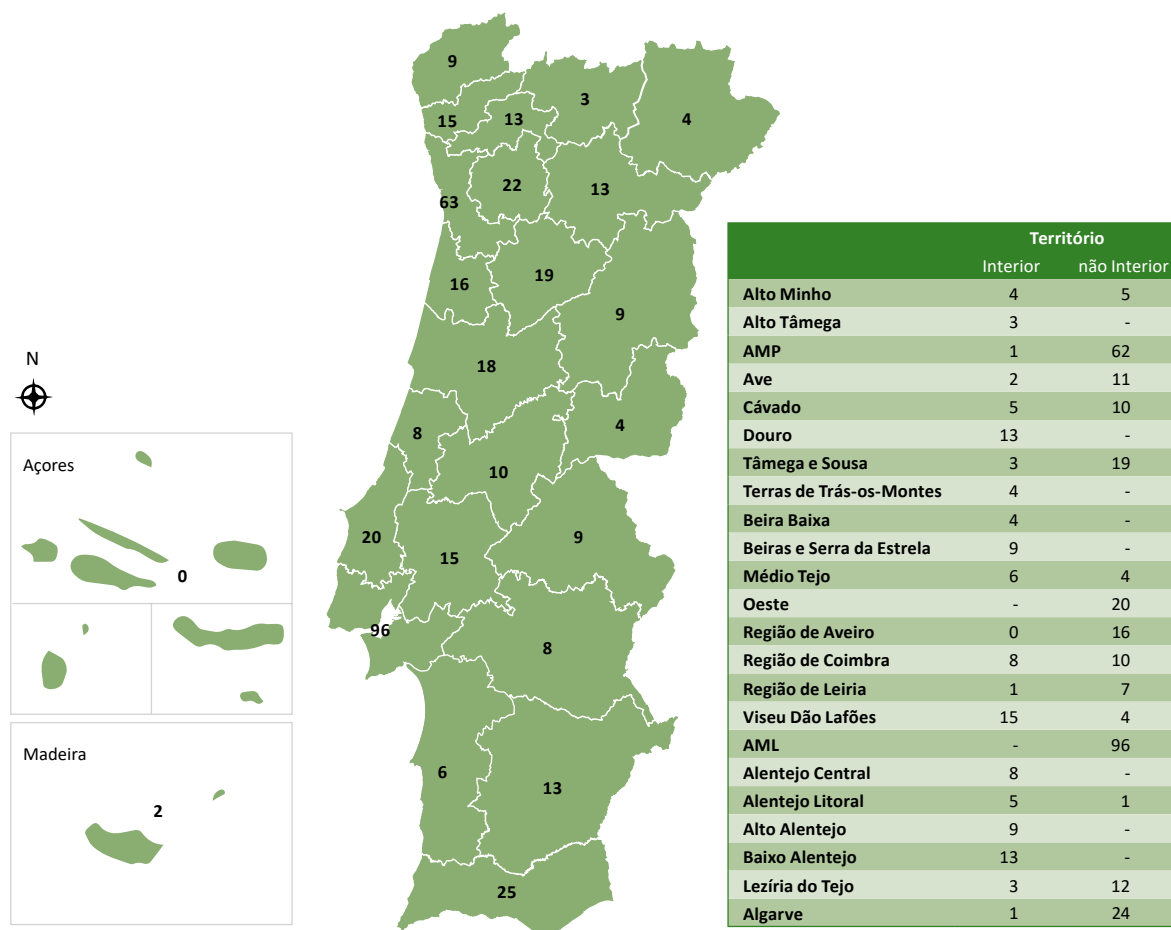 9
3
4
15
13
22
13
63
19
16
9
18
4
8
10
20
15
9
96
8
6
13
25
N
Açores
0
Madeira
2
Território
Interior não Interior
Alto Minho 4 5
Alto Tâmega 3 -
AMP 1 62
Ave 2 11
Cávado 5 10
Douro 13 -
Tâmega e Sousa 3 19
Terras de Trás-os-Montes 4 -
Beira Baixa 4 -
Beiras e Serra da Estrela 9 -
Médio Tejo 6 4
Oeste - 20
Região de Aveiro 0 16
Região de Coimbra 8 10
Região de Leiria 1 7
Viseu Dão Lafões 15 4
AML - 96
Alentejo Central 8 -
Alentejo Litoral 5 1
Alto Alentejo 9 -
Baixo Alentejo 13 -
Lezíria do Tejo 3 12
Algarve 1 24